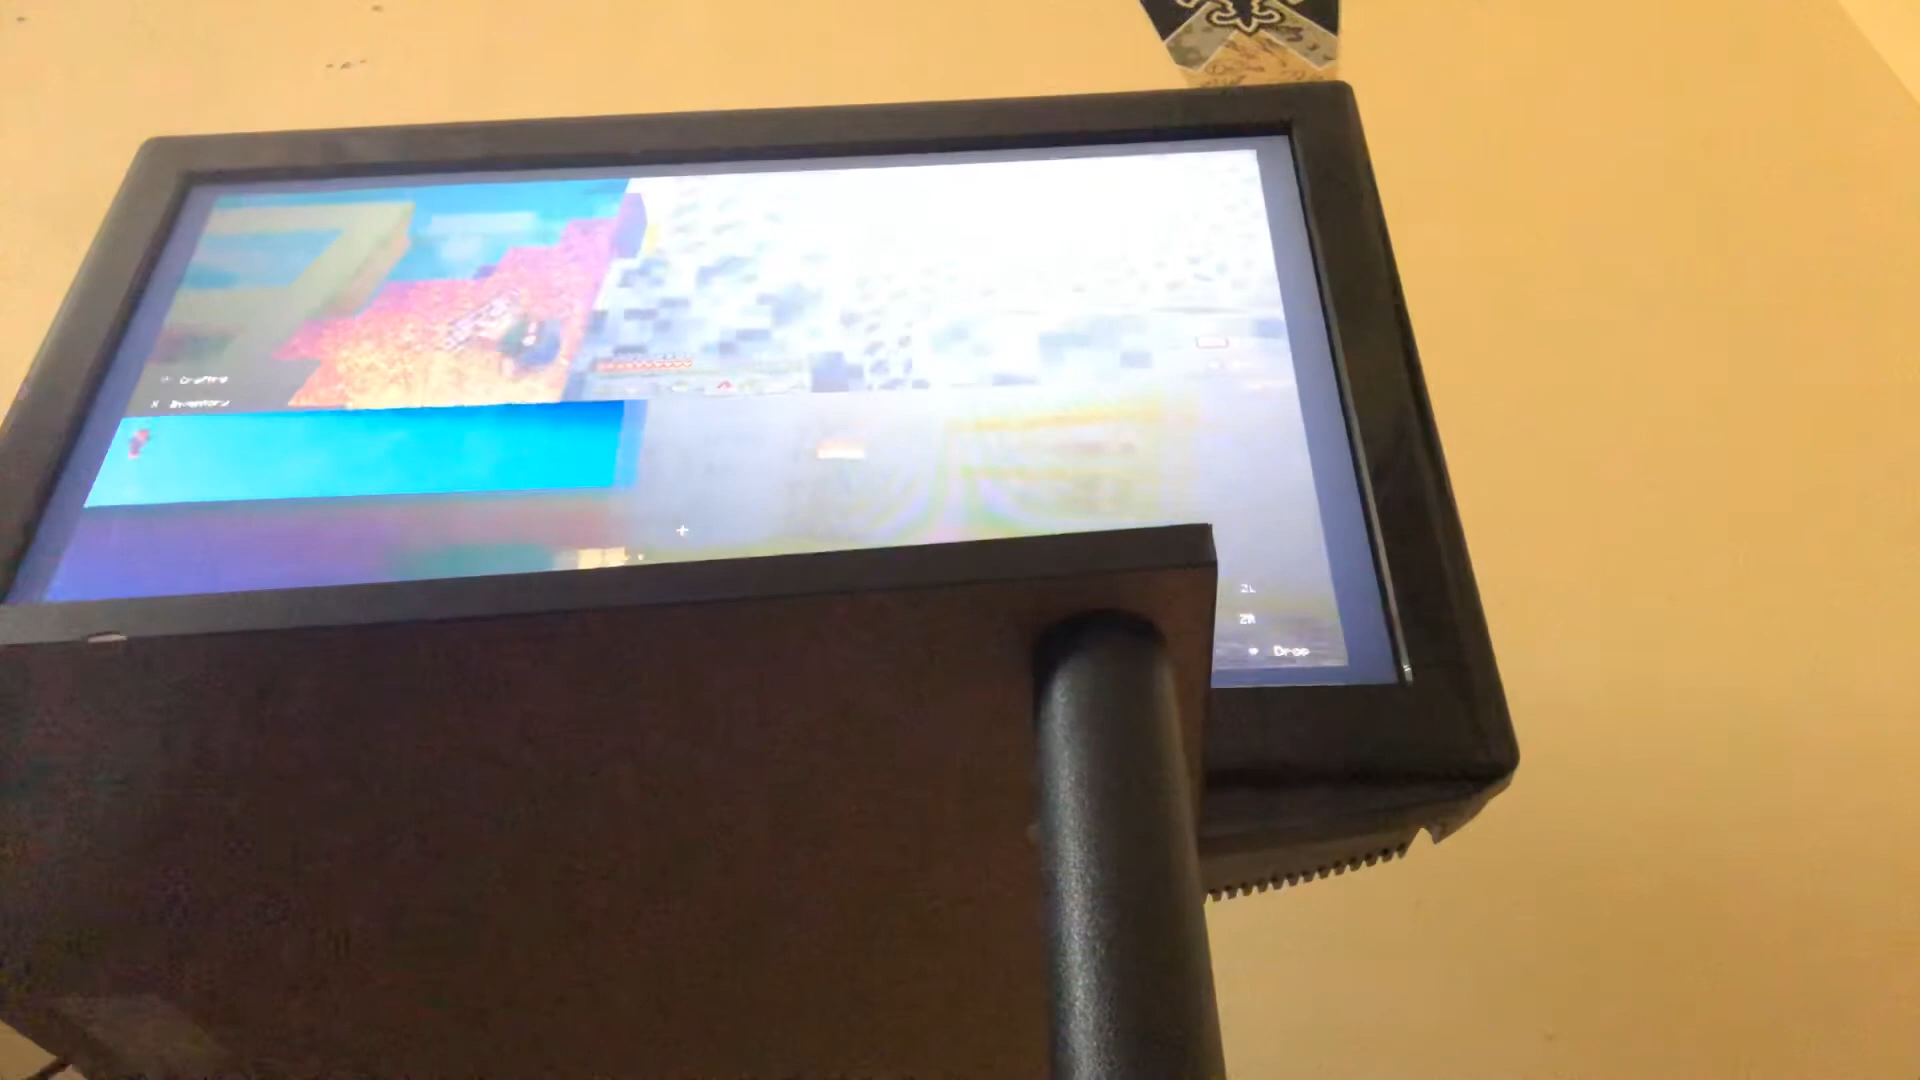 Crafting
X Inventory
ZL
ZR
Drop